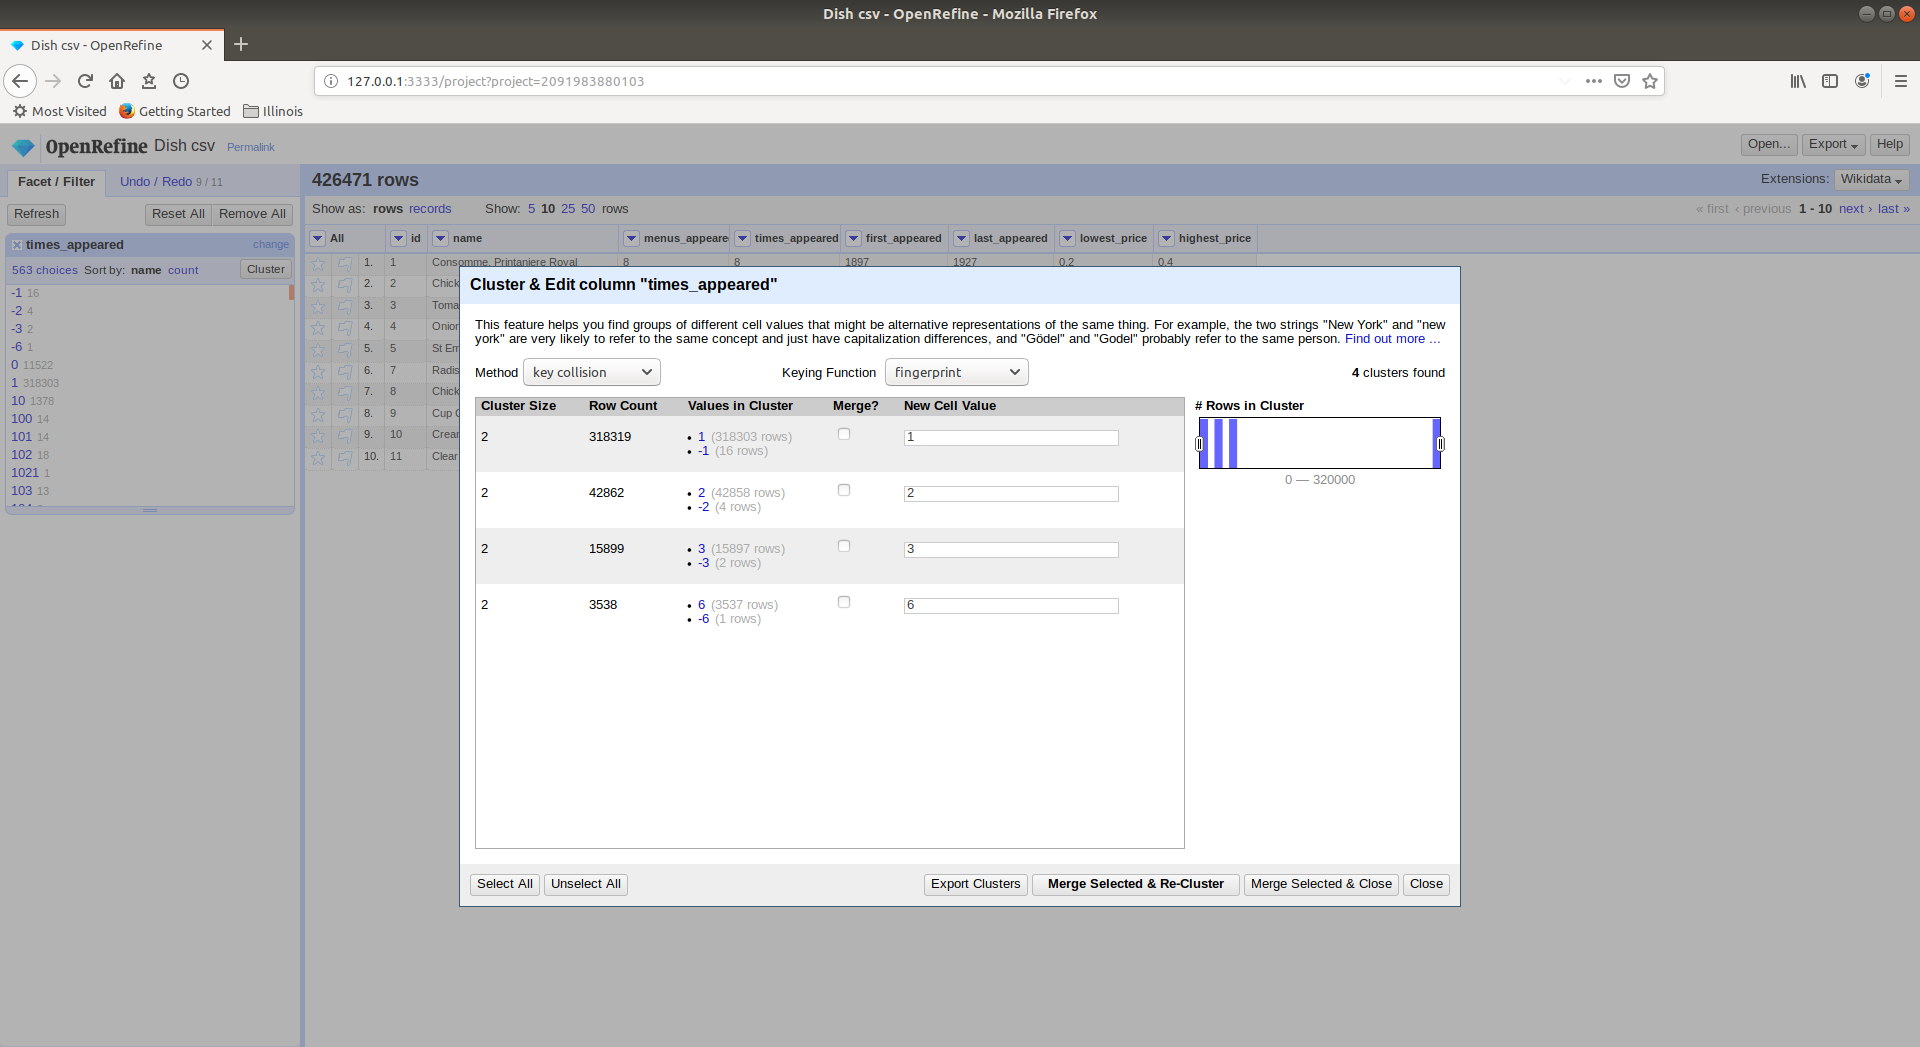 Dish csv - OpenRefine - Mozilla Firefox
Dish csv - OpenRefine
127.0.0.1:3333/project?project=2091983880103
Most Visited Getting Started Illinois
OpenRefine Dish csv Permalink Open... Export Help
Facet / Filter Undo / Redo 9 / 11 426471 rows Extensions: Wikidata
Refresh Reset All Remove All Show as: rows records Show: 5 10 25 50 rows « first ‹ previous 1 - 10 next › last »
times_appeared change
563 choices Sort by: name count Cluster
-1 16
-2 4
-3 2
-6 1
0 11522
1 318303
10 1378
100 14
101 14
102 18
1021 1
103 13
All id name menus_appeare times_appeared first_appeared last_appeared lowest_price highest_price
1. 1 Consomme, Printaniere Royal 8 8 1897 1927 0.2 0.4
2. 2 Chick
3. 3 Toma
4. 4 Onion
5. 5 St Em
6. 7 Radis
7. 8 Chick
8. 9 Cup
9. 10 Crear
10. 11 Clear
Cluster & Edit column "times_appeared"
This feature helps you find groups of different cell values that might be alternative representations of the same thing. For example, the two strings "New York" and "new
york" are very likely to refer to the same concept and just have capitalization differences, and "Gödel" and "Godel" probably refer to the same person. Find out more ...
Method key collision Keying Function fingerprint 4 clusters found
Cluster Size Row Count Values in Cluster Merge? New Cell Value # Rows in Cluster
2 318319 1 (318303 rows) 1
-1 (16 rows)
0 — 320000
2 42862 2 (42858 rows) 2
-2 (4 rows)
2 15899 3 (15897 rows) 3
-3 (2 rows)
2 3538 6 (3537 rows) 6
-6 (1 rows)
Select All Unselect All Export Clusters Merge Selected & Re-Cluster Merge Selected & Close Close